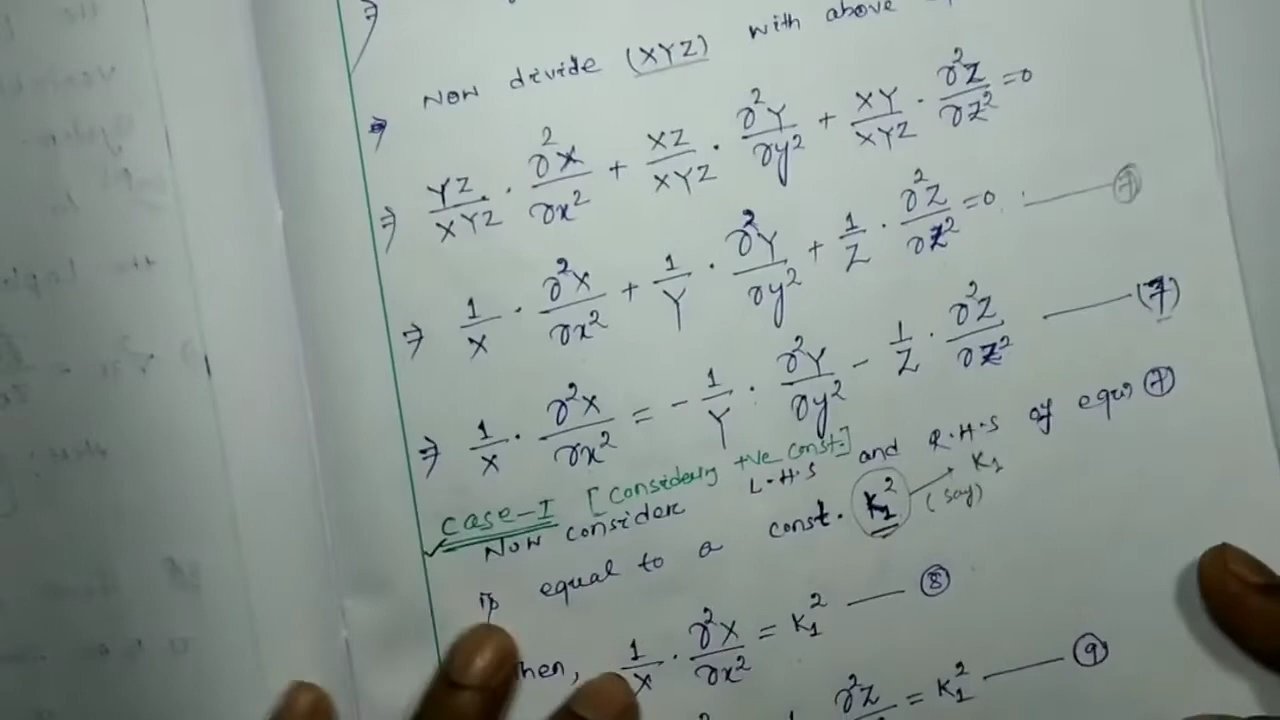 ⇒
Now divide (XYZ) with above
⇒
⇒ YZ/XYZ · ∂²X/∂x² + XZ/XYZ · ∂²Y/∂y² + XY/XYZ · ∂²Z/∂z² = 0
⇒ 1/X · ∂²X/∂x² + 1/Y · ∂²Y/∂y² + 1/Z · ∂²Z/∂z² = 0 —— ⑦
⇒ 1/X · ∂²X/∂x² = - 1/Y · ∂²Y/∂y² - 1/Z · ∂²Z/∂z² —— (7)
Case-I [Considering +ve const.]
Now consider L.H.S and R.H.S of equn ⑦
is equal to a const. K₁² → K₁ (say)
1/X · ∂²X/∂x² = K₁² —— ⑧
∂²Z = K₁² —— ⑨